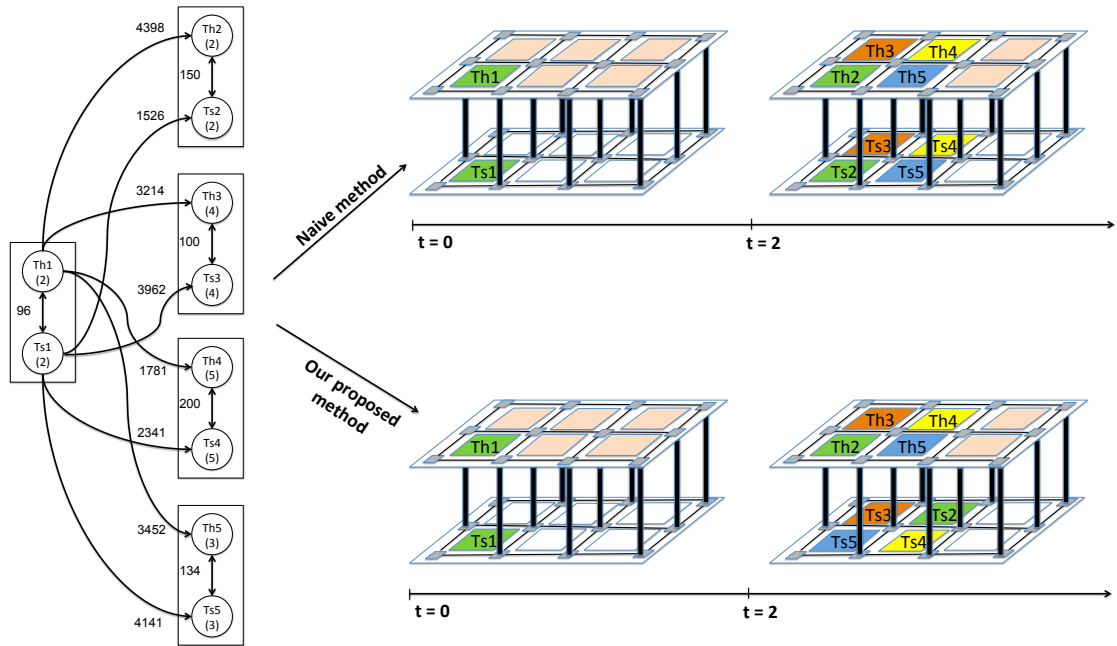 4398
Th2
(2)
150
1526
Ts2
(2)
3214
Th3
(4)
100
3962
Ts3
(4)
Th1
(2)
96
Ts1
(2)
1781
Th4
(5)
200
2341
Ts4
(5)
3452
Th5
(3)
134
4141
Ts5
(3)
Naive method
Our proposed
method
Th1
Ts1
Th3
Th4
Th2
Th5
Ts3
Ts4
Ts2
Ts5
t = 0
t = 2
Th1
Ts1
Th3
Th4
Th2
Th5
Ts3
Ts2
Ts5
Ts4
t = 0
t = 2